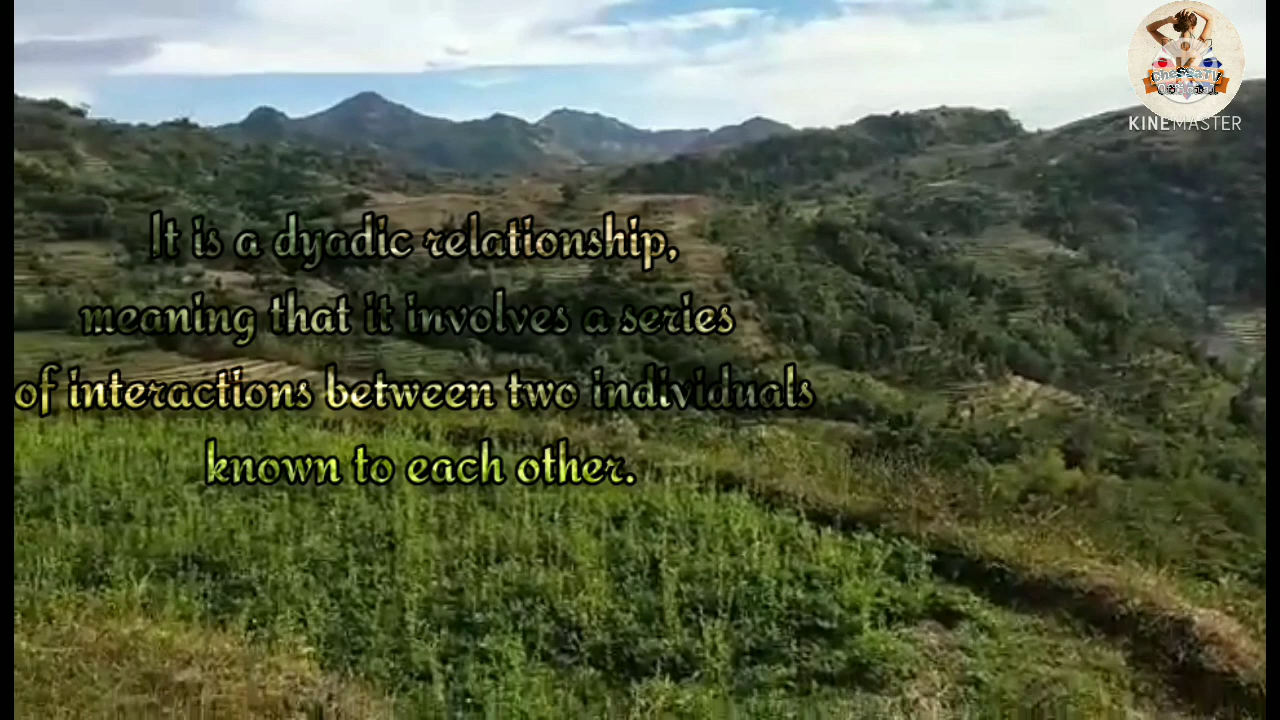 It is a dyadic relationship,
meaning that it involves a series
of interactions between two individuals
known to each other.
KINEMASTER